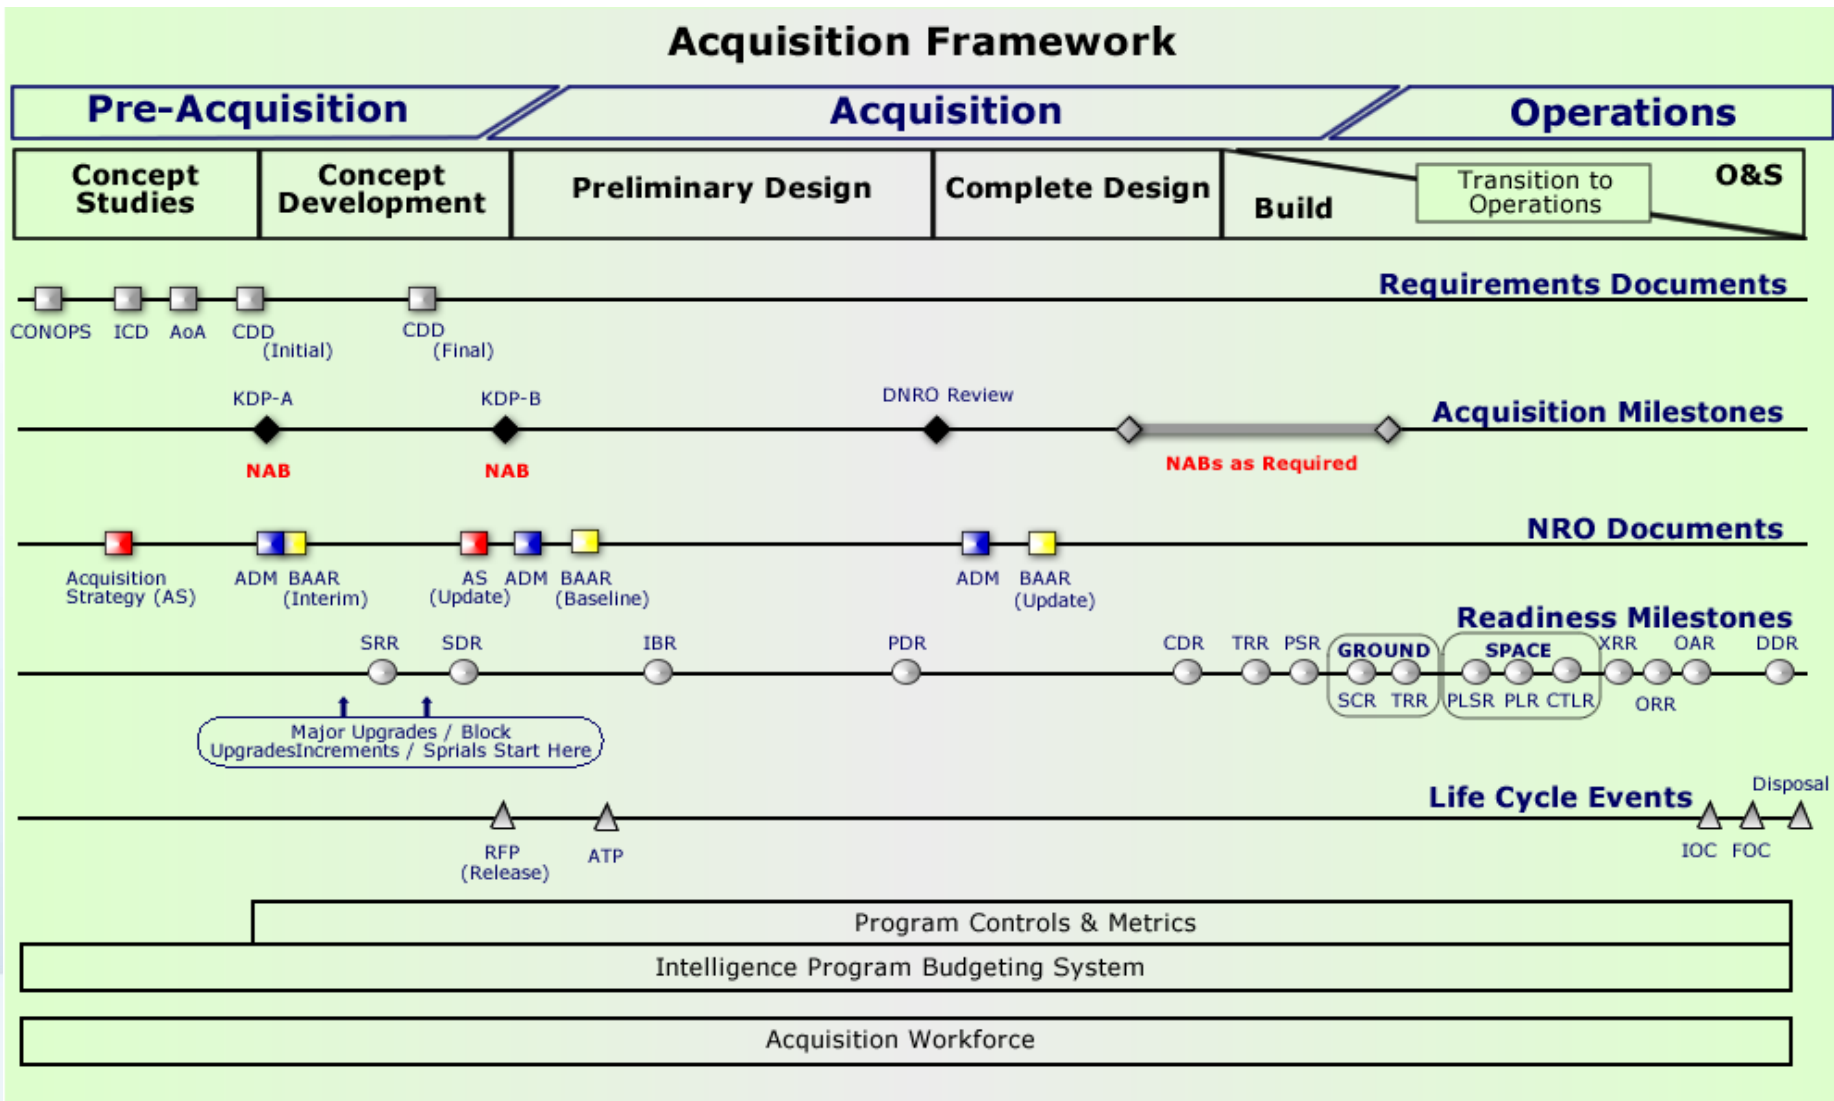 Acquisition Framework
Pre-Acquisition
Acquisition
Operations
Concept
Studies
Concept
Development
Preliminary Design
Complete Design
Build
Transition to
Operations
O&S
Requirements Documents
CONOPS
ICD
AoA
CDD
(Initial)
CDD
(Final)
KDP-A
KDP-B
DNRO Review
Acquisition Milestones
NAB
NAB
NABs as Required
NRO Documents
Acquisition
Strategy (AS)
ADM
BAAR
(Interim)
AS
(Update)
ADM
BAAR
(Baseline)
ADM
BAAR
(Update)
Readiness Milestones
SRR
SDR
IBR
PDR
CDR
TRR
PSR
GROUND
SCR
TRR
SPACE
PLSR
PLR
CTLR
XRR
ORR
OAR
DDR
Major Upgrades / Block
UpgradesIncrements / Sprials Start Here
Life Cycle Events
Disposal
RFP
(Release)
ATP
IOC
FOC
Program Controls & Metrics
Intelligence Program Budgeting System
Acquisition Workforce